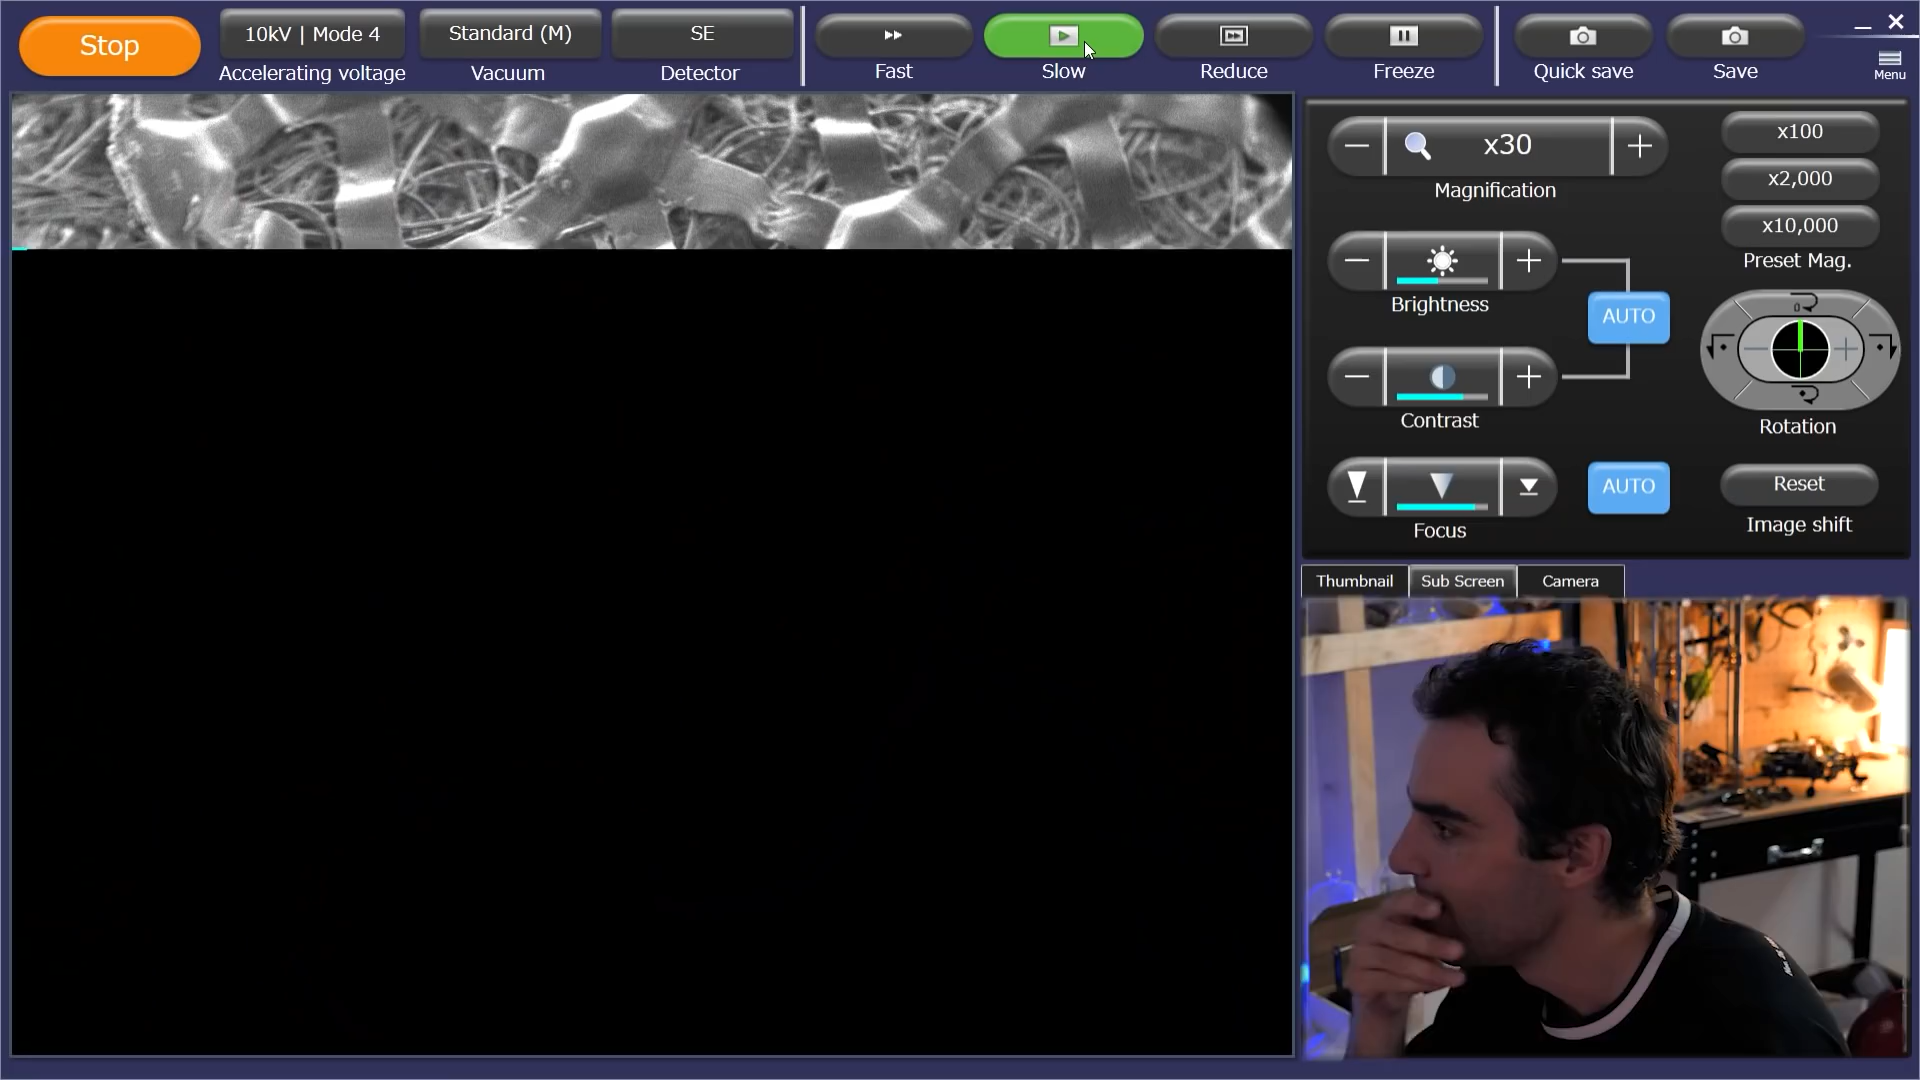 Stop
10kV | Mode 4
Accelerating voltage
Standard (M)
Vacuum
SE
Detector
Fast
Slow
Reduce
Freeze
Quick save
Save
Menu
x30
Magnification
x100
x2,000
x10,000
Preset Mag.
Brightness
AUTO
Contrast
Rotation
Focus
AUTO
Reset
Image shift
Thumbnail
Sub Screen
Camera